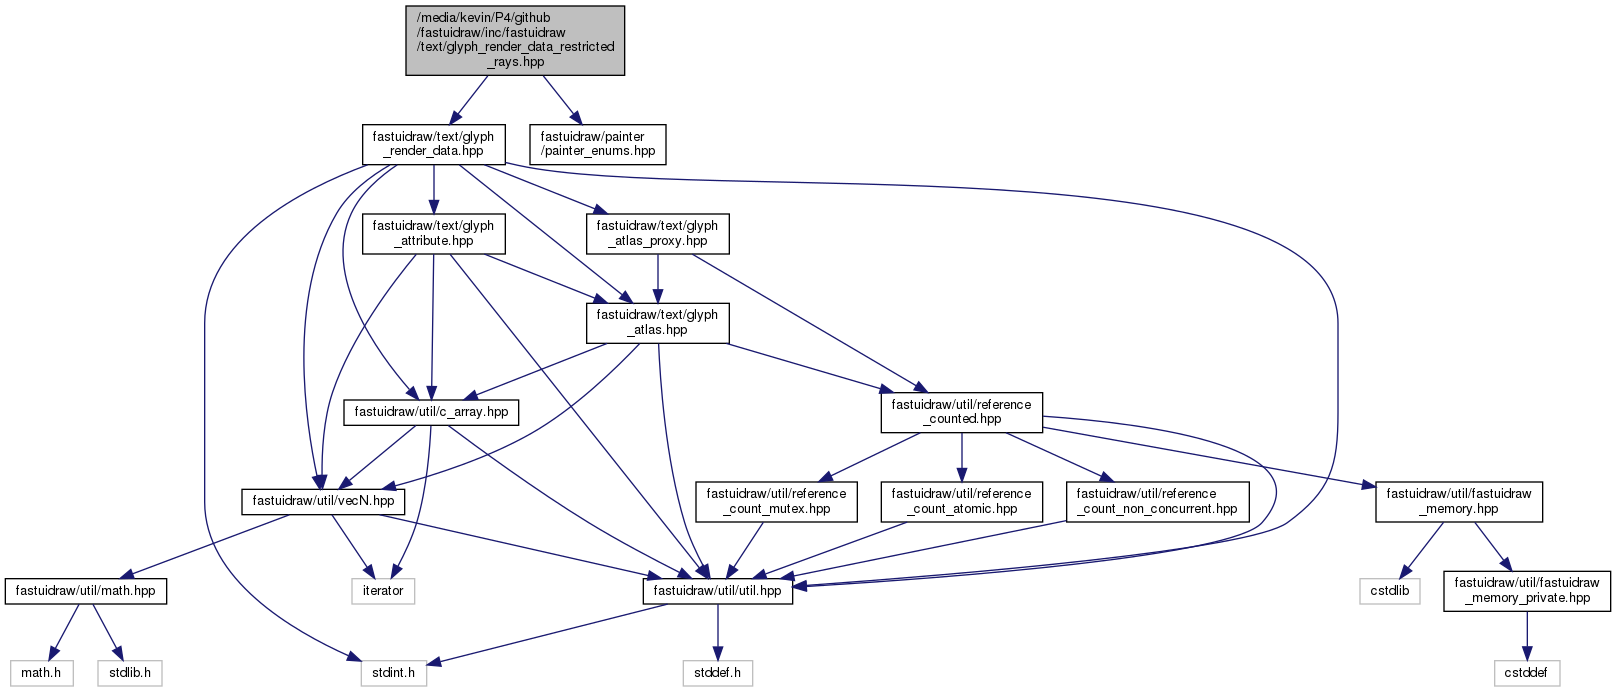 /media/kevin/P4/github
/fastuidraw/inc/fastuidraw
/text/glyph_render_data_restricted
_rays.hpp
fastuidraw/text/glyph
_render_data.hpp
fastuidraw/painter
/painter_enums.hpp
fastuidraw/text/glyph
_attribute.hpp
fastuidraw/text/glyph
_atlas_proxy.hpp
fastuidraw/text/glyph
_atlas.hpp
fastuidraw/util/c_array.hpp
fastuidraw/util/reference
_counted.hpp
fastuidraw/util/vecN.hpp
fastuidraw/util/reference
_count_mutex.hpp
fastuidraw/util/reference
_count_atomic.hpp
fastuidraw/util/reference
_count_non_concurrent.hpp
fastuidraw/util/fastuidraw
_memory.hpp
fastuidraw/util/math.hpp
iterator
fastuidraw/util/util.hpp
cstdlib
fastuidraw/util/fastuidraw
_memory_private.hpp
math.h
stdlib.h
stdint.h
stddef.h
cstddef